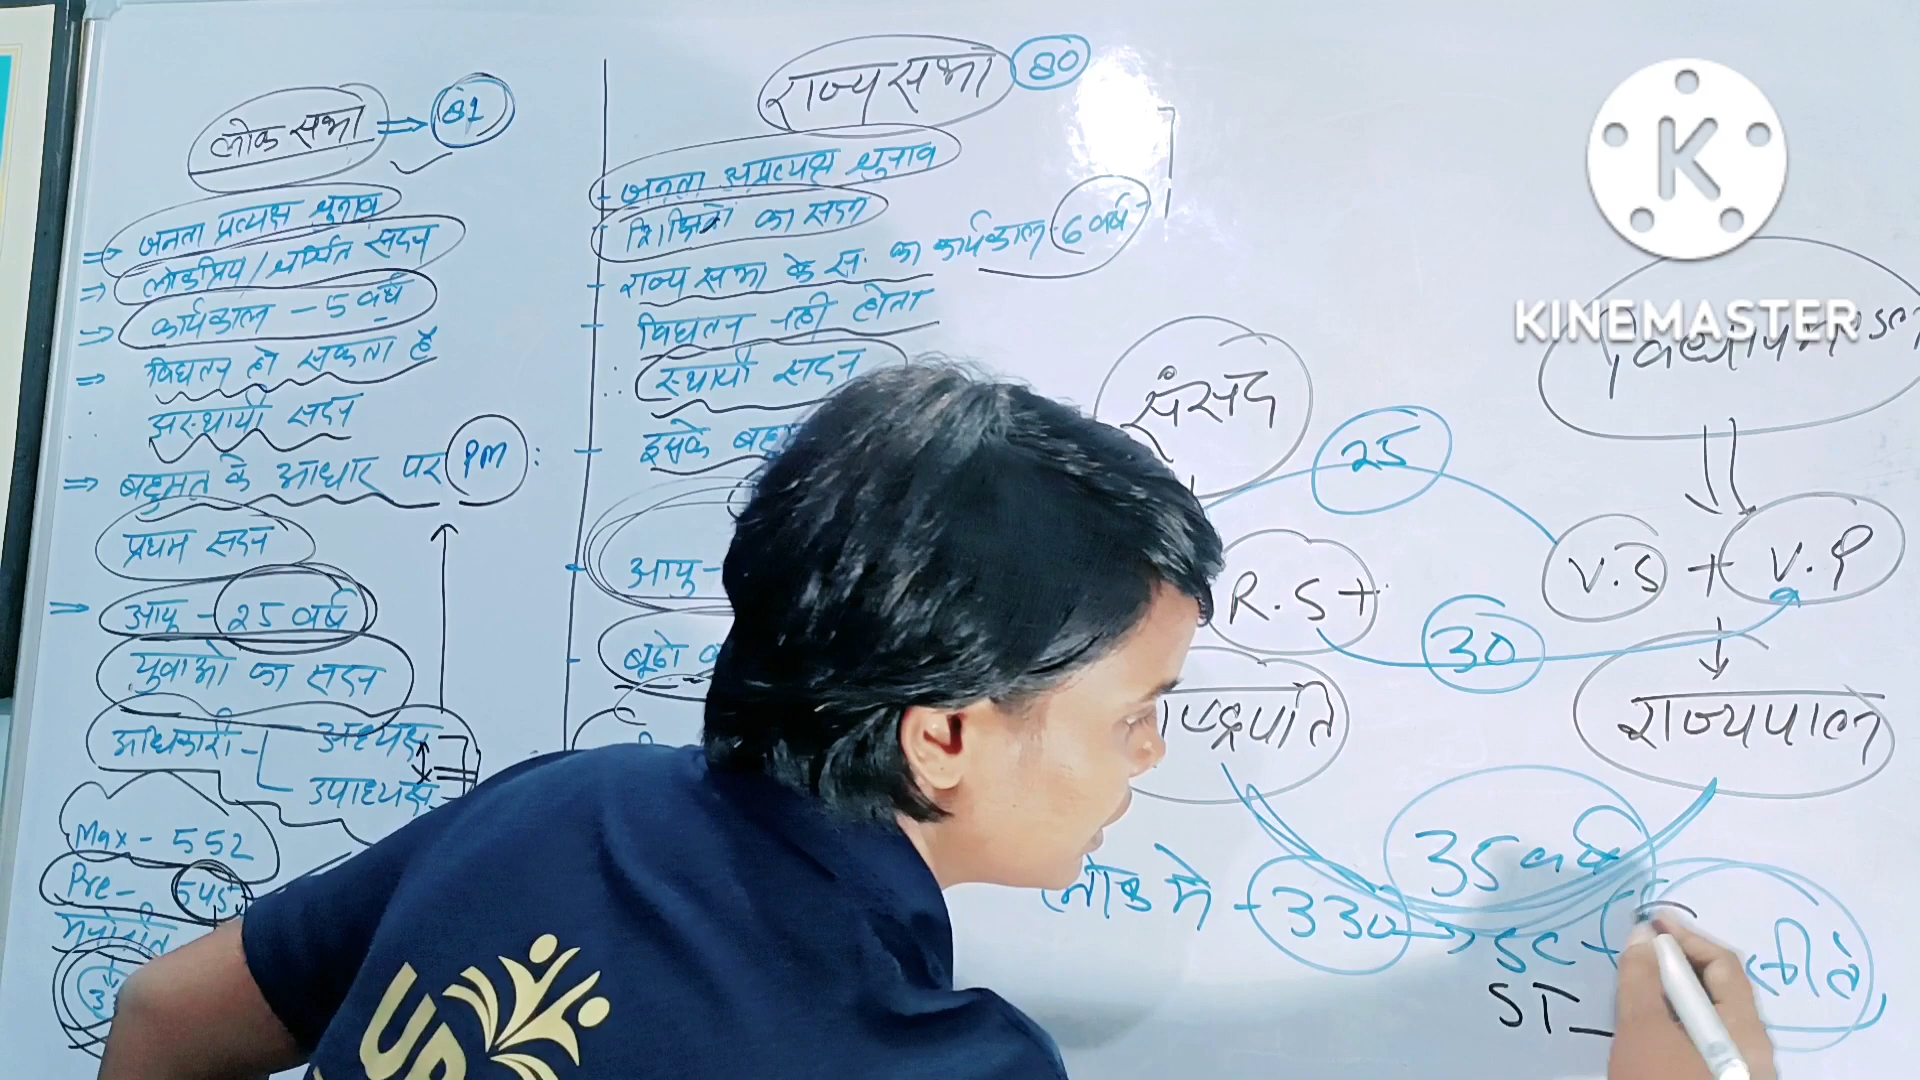 लोक सभा ⇒ 81
⇒ जनता प्रत्यक्ष चुनाव
⇒ लोकप्रिय / चर्चित सदन
⇒ कार्यकाल - 5 वर्ष
⇒ विघटन हो सकता है
अस्थायी सदन
⇒ बहुमत के आधार पर PM :
प्रथम सदन
⇒ आयु - 25 वर्ष
युवाओ का सदन
अधिकारी - अध्यक्ष
उपाध्यक्ष
Max - 552
Pre - 545
राज्य सभा 80
- जनता अप्रत्यक्ष चुनाव
- शिक्षितो का सदन
- राज्य सभा के स. का कार्यकाल 6 वर्ष
- विघटन नही होता
स्थायी सदन
- इसके
आयु -
बूढो
संसद
25
R.S +
V.S + V.P
30
राज्यपाल
35 वर्ष
330 → SC -
ST -
K
KINEMASTER